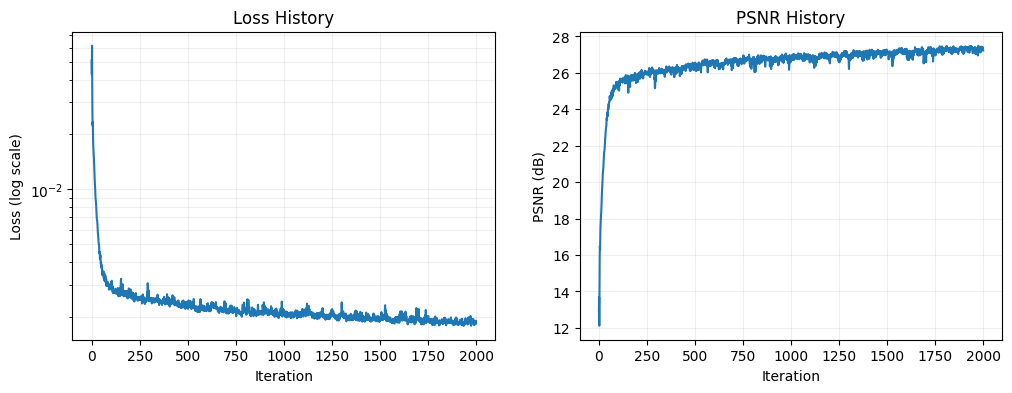 Loss History
Loss (log scale)
10⁻²
0 250 500 750 1000 1250 1500 1750 2000
Iteration
PSNR History
PSNR (dB)
28
26
24
22
20
18
16
14
12
0 250 500 750 1000 1250 1500 1750 2000
Iteration